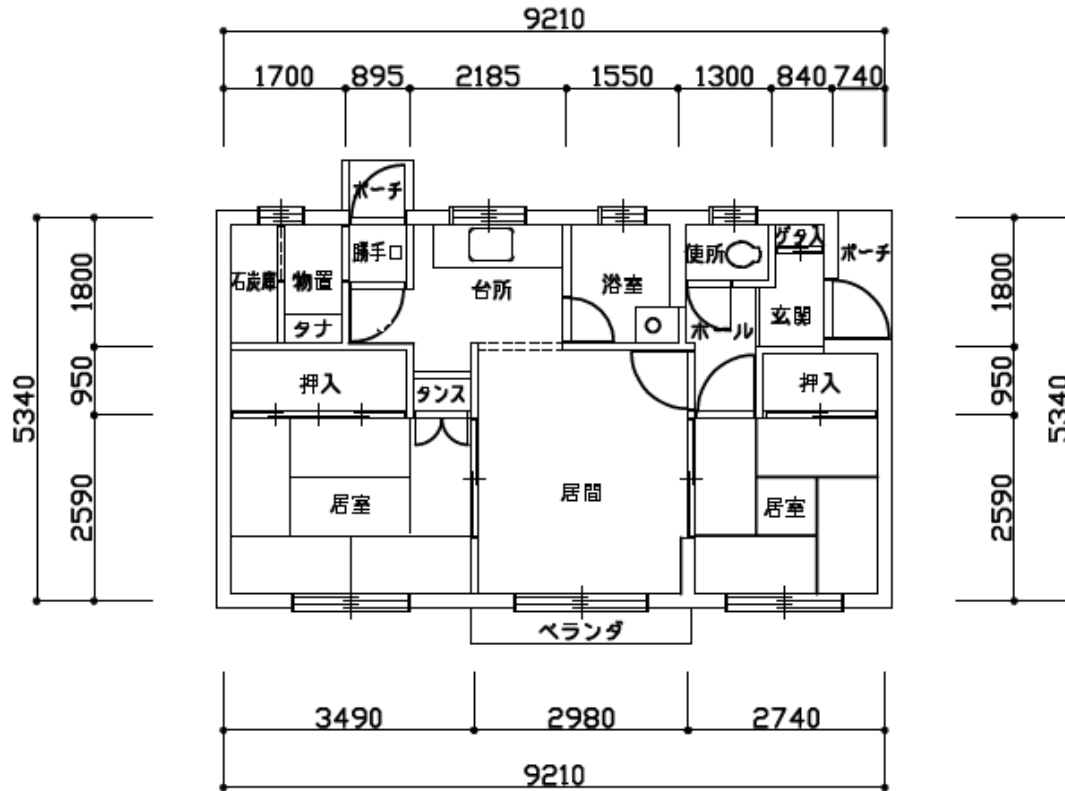 9210
1700 895 2185 1550 1300 840 740
ポーチ
石炭庫 物置 勝手口 台所 浴室 便所 ゲタ入 ポーチ
タナ ホール 玄関
押入 タンス 押入
居室 居間 居室
ベランダ
1800
950
2590
5340
1800
950
2590
5340
3490 2980 2740
9210